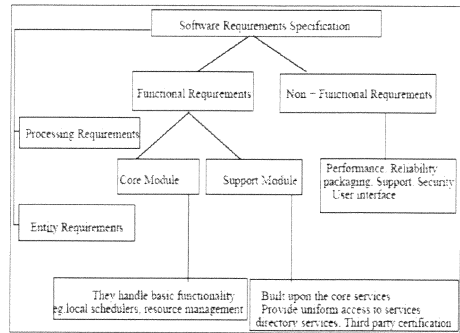 Software Requirements Specification
Functional Requirements
Non - Functional Requirements
Processing Requirements
Core Module
Support Module
Performance. Reliability
packaging. Support. Security
User interface
Entity Requirements
They handle basic functionality
eg.local schedulers, resource management
Built upon the core services
Provide uniform access to services
directory services. Third party certification